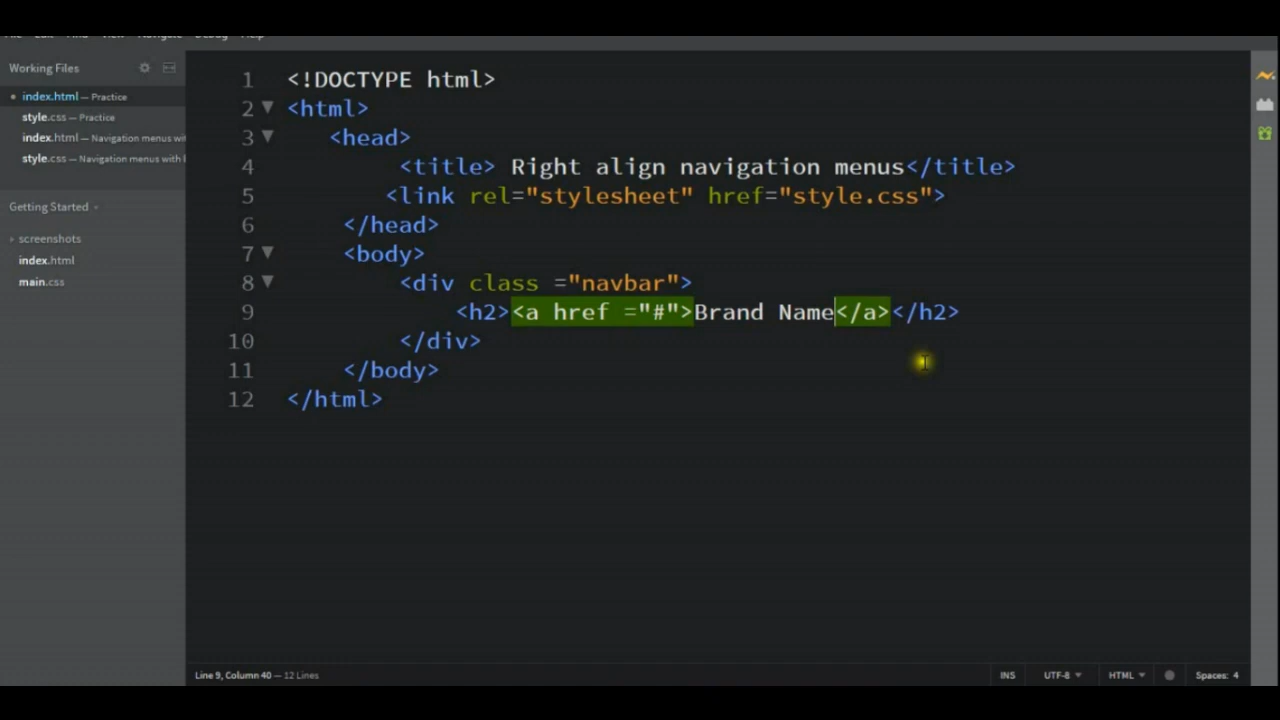 Working Files
index.html — Practice
style.css — Practice
index.html — Navigation menus wi
style.css — Navigation menus with
Getting Started
screenshots
index.html
main.css
1 <!DOCTYPE html>
2 <html>
3 <head>
4 <title> Right align navigation menus</title>
5 <link rel="stylesheet" href="style.css">
6 </head>
7 <body>
8 <div class ="navbar">
9 <h2><a href ="#">Brand Name</a></h2>
10 </div>
11 </body>
12 </html>
Line 9, Column 40 — 12 Lines
INS
UTF-8
HTML
Spaces: 4